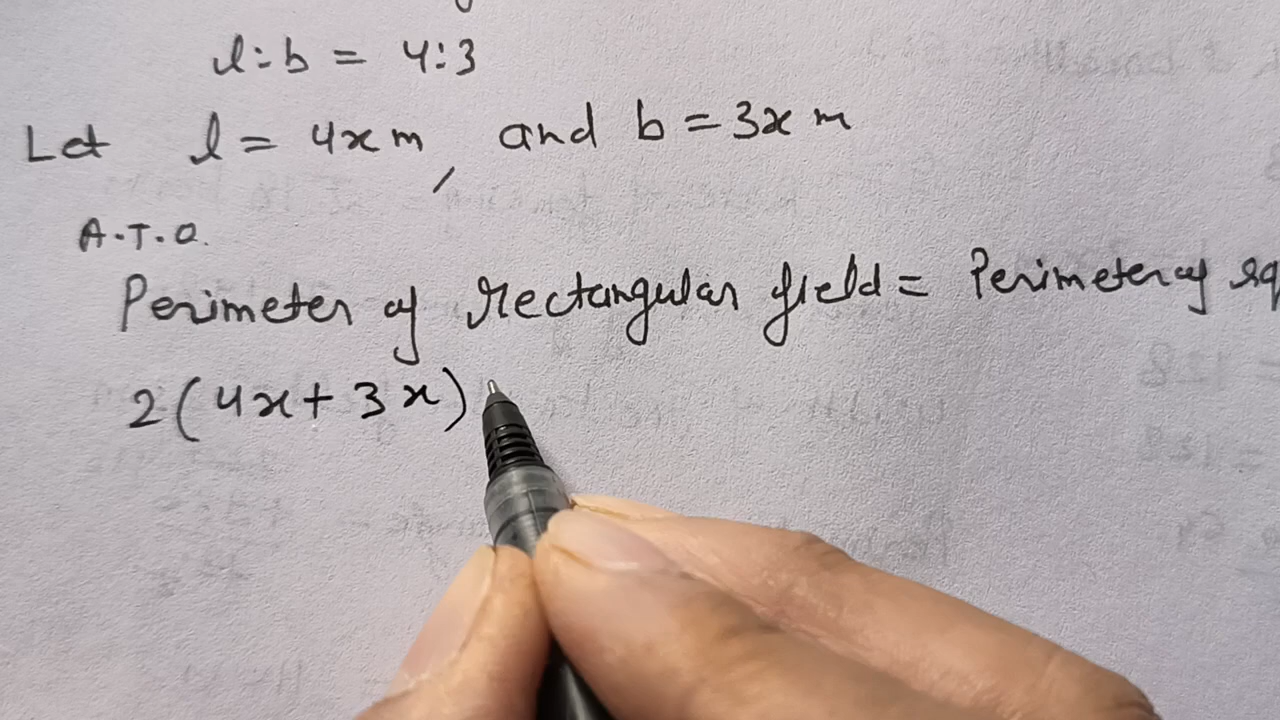 l:b = 4:3
Let l = 4x m, and b = 3x m
A.T.Q.
Perimeter of rectangular field = Perimeter of sq
2(4x+3x)